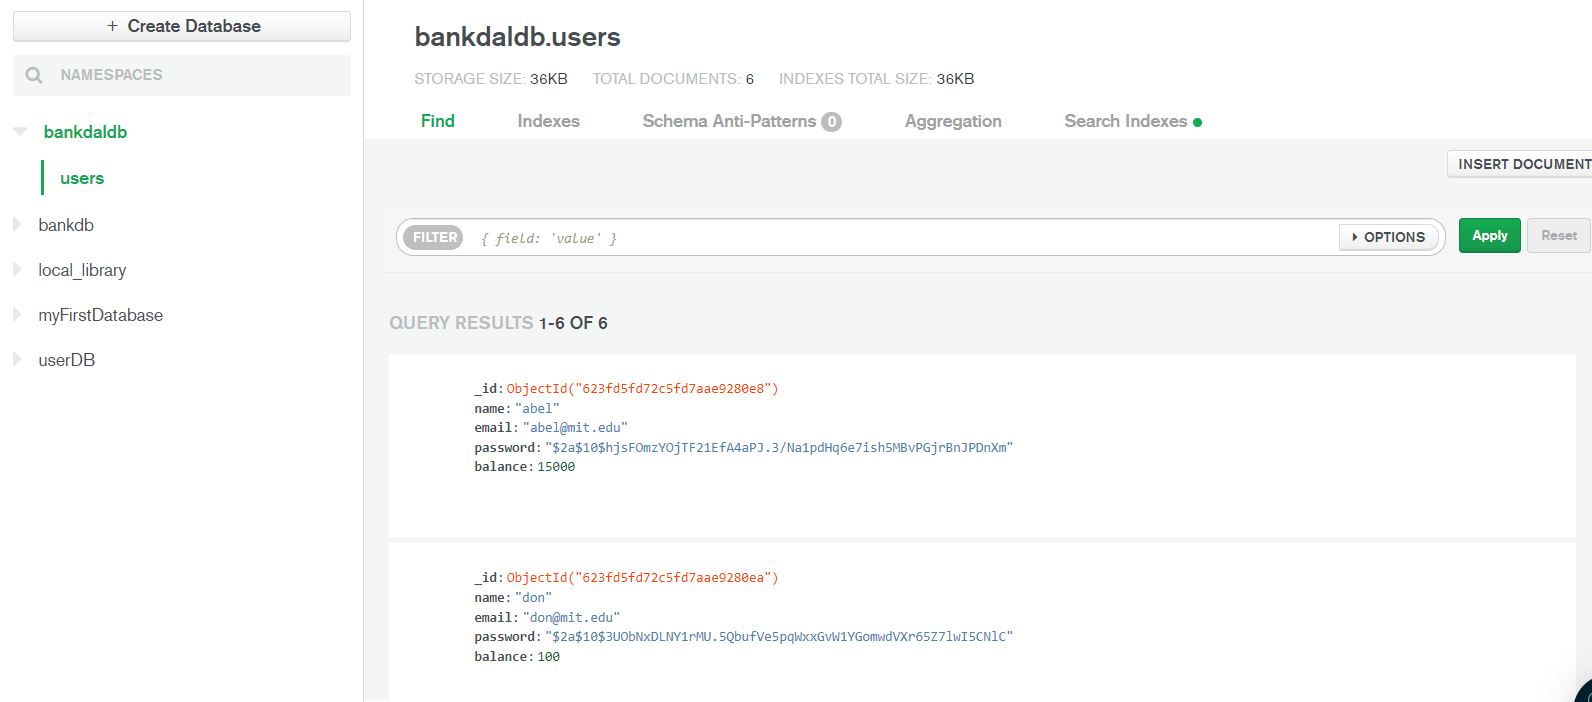 + Create Database
NAMESPACES
bankdaldb
users
bankdb
local_library
myFirstDatabase
userDB
bankdaldb.users
STORAGE SIZE: 36KB TOTAL DOCUMENTS: 6 INDEXES TOTAL SIZE: 36KB
Find Indexes Schema Anti-Patterns 0 Aggregation Search Indexes
INSERT DOCUMENT
FILTER { field: 'value' } OPTIONS Apply Reset
QUERY RESULTS 1-6 OF 6
_id: ObjectId("623fd5fd72c5fd7aae9280e8")
name: "abel"
email: "abel@mit.edu"
password: "$2a$10$hjsFOmzYOjTF21EfA4aPJ.3/Na1pdHq6e7ish5MBvPGjrBnJPDnXm"
balance: 15000
_id: ObjectId("623fd5fd72c5fd7aae9280ea")
name: "don"
email: "don@mit.edu"
password: "$2a$10$3UObNxDLNY1rMU.5QbufVe5pqWxxGvW1YGomwdVXr65Z7lwI5CNlC"
balance: 100